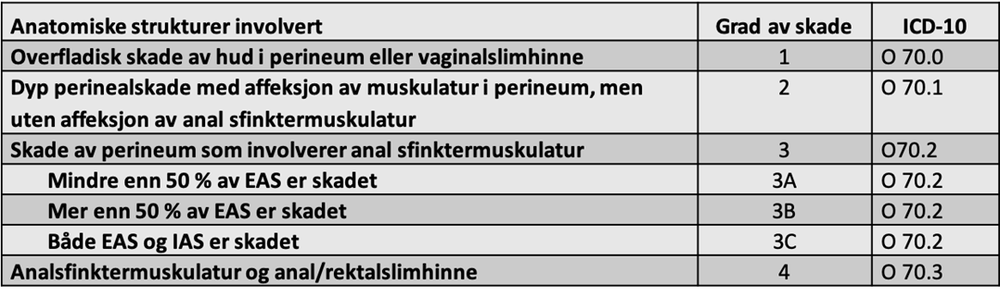 Anatomiske strukturer involvert Grad av skade ICD-10
Overfladisk skade av hud i perineum eller vaginalslimhinne 1 O 70.0
Dyp perinealskade med affeksjon av muskulatur i perineum, men 2 O 70.1
uten affeksjon av anal sfinktermuskulatur
Skade av perineum som involverer anal sfinktermuskulatur 3 O70.2
Mindre enn 50 % av EAS er skadet 3A O 70.2
Mer enn 50 % av EAS er skadet 3B O 70.2
Både EAS og IAS er skadet 3C O 70.2
Analsfinktermuskulatur og anal/rektalslimhinne 4 O 70.3